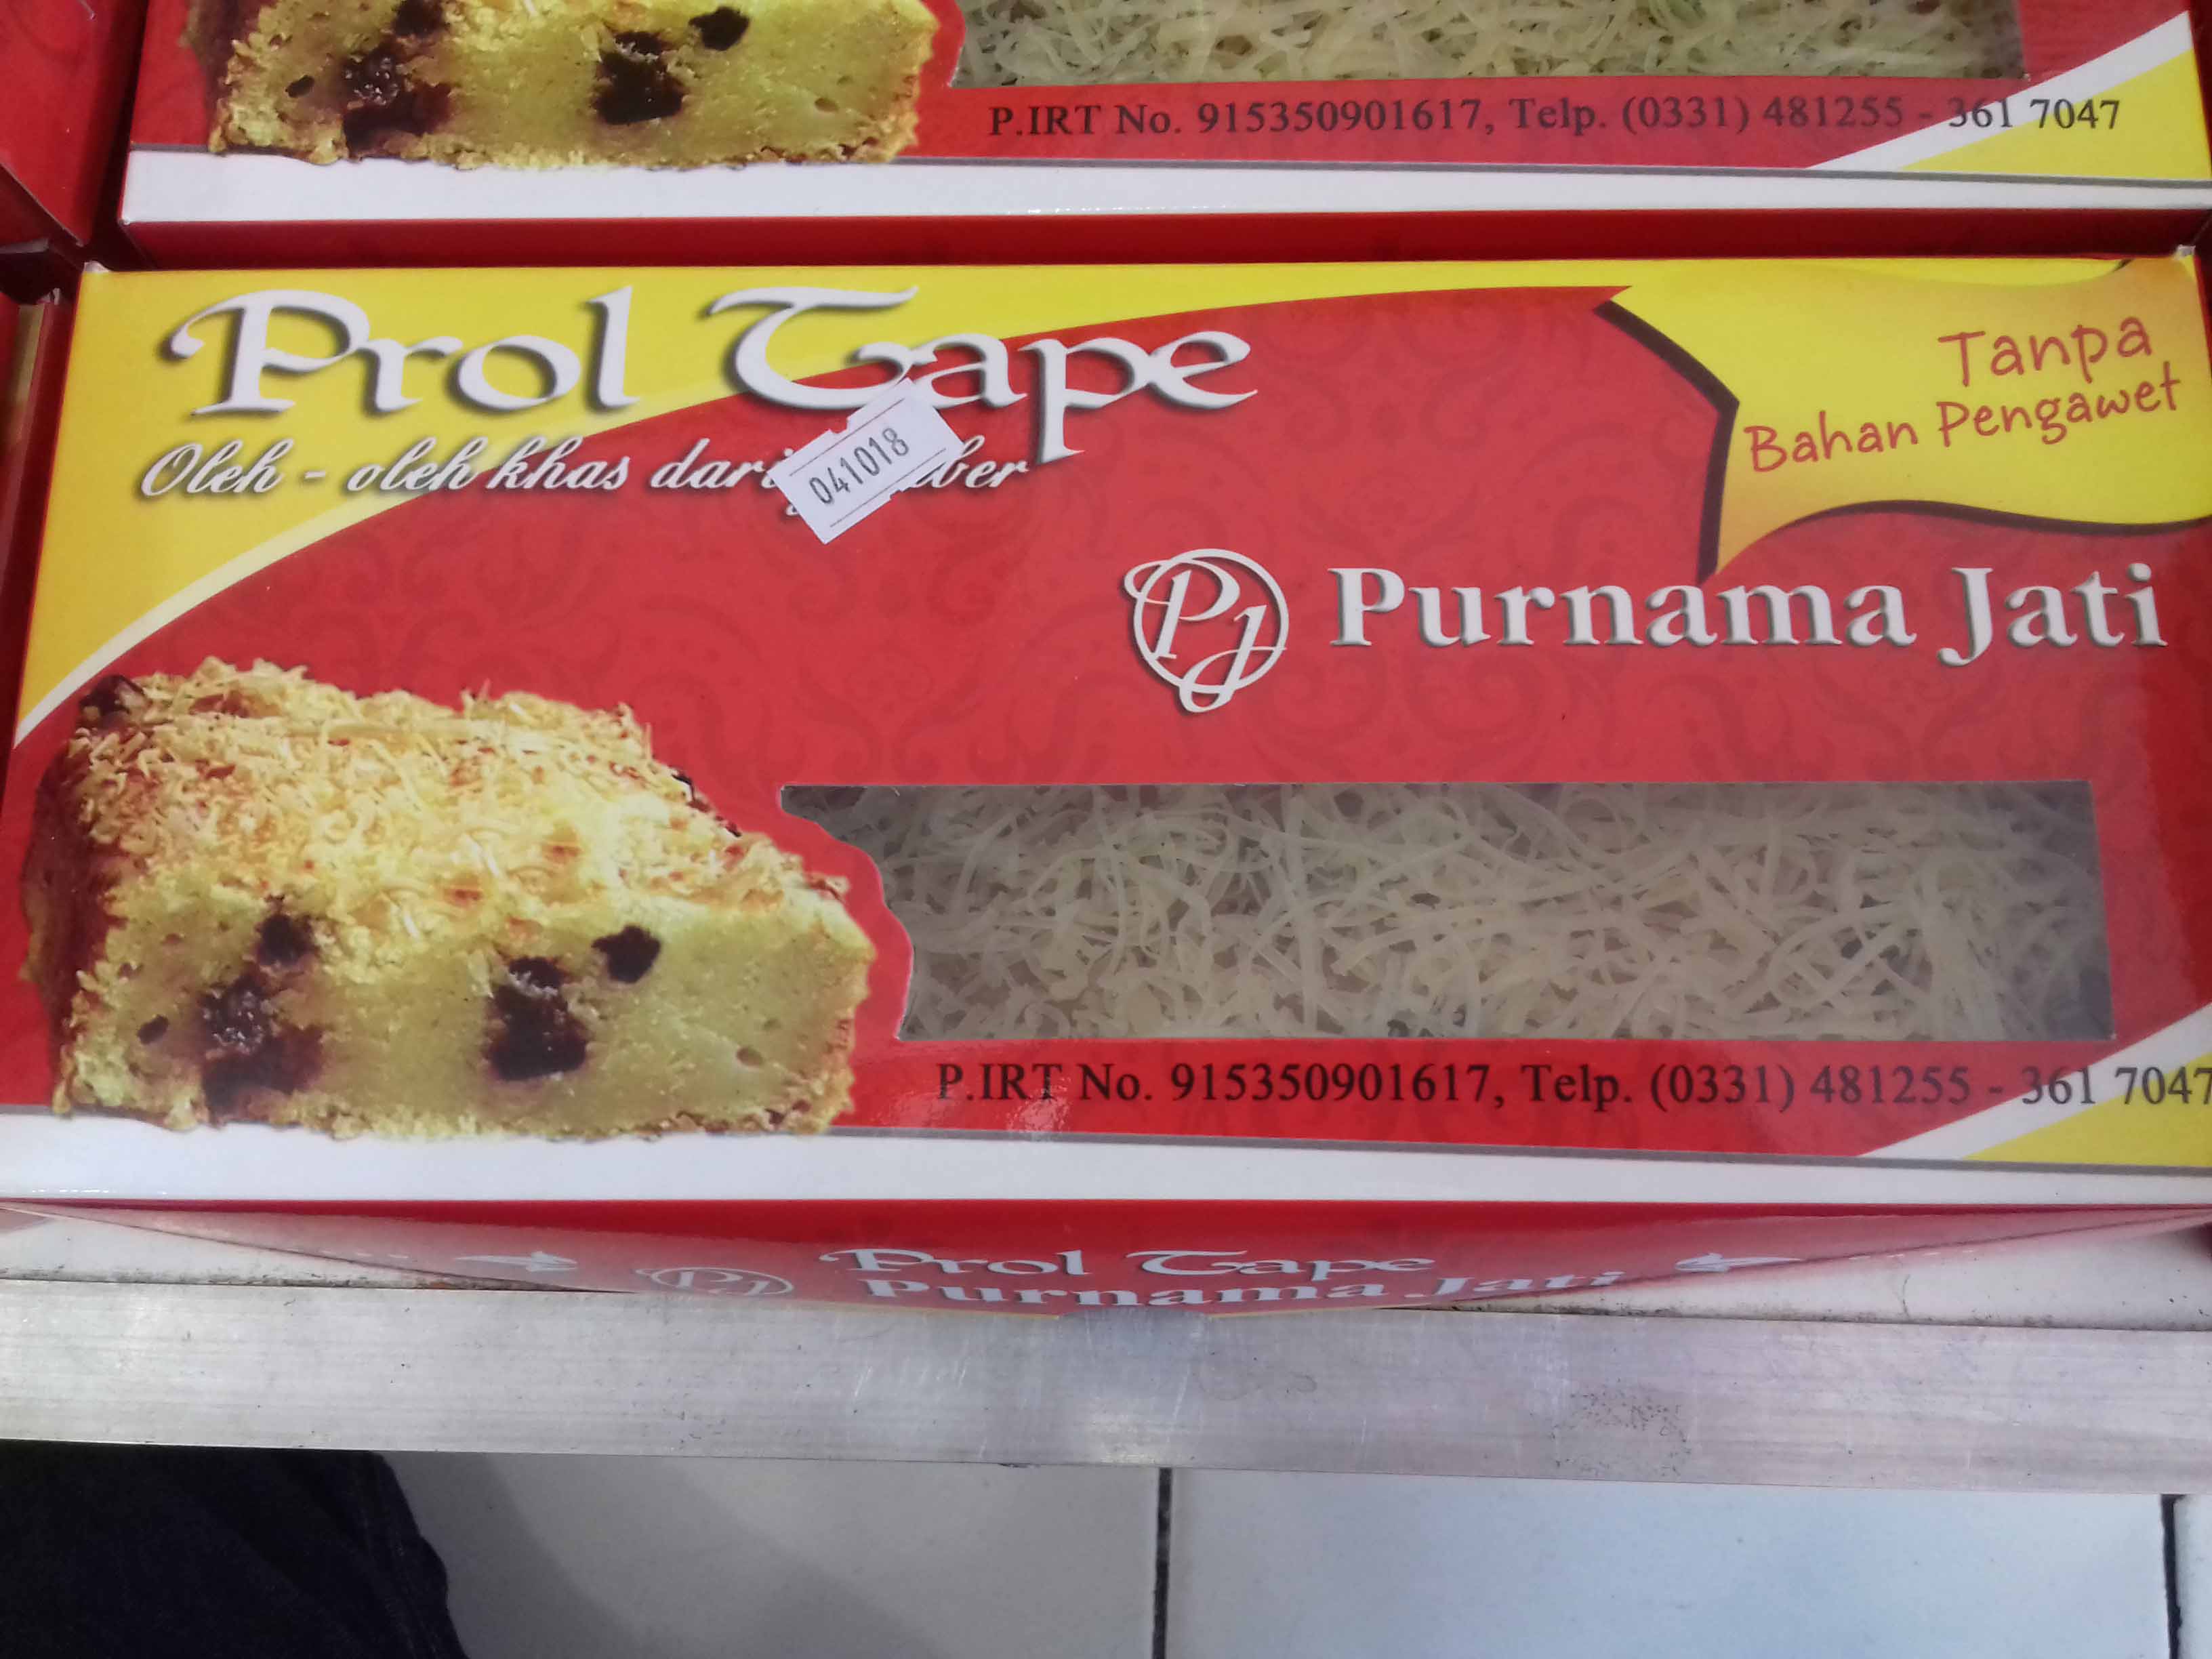 P.IRT No. 915350901617, Telp. (0331) 481255 - 361 7047
Prol Tape
Oleh - oleh khas dari
041018
Tanpa
Bahan Pengawet
PJ Purnama Jati
P.IRT No. 915350901617, Telp. (0331) 481255 - 361 7047
Prol Tape
PJ Purnama Jati